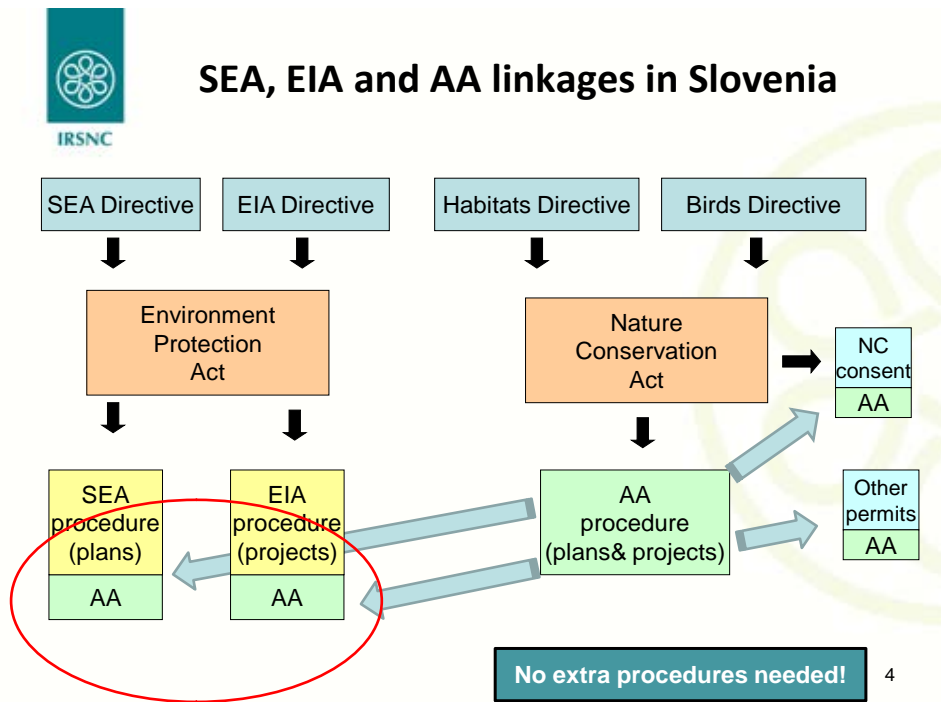 IRSNC
SEA, EIA and AA linkages in Slovenia
SEA Directive
EIA Directive
Habitats Directive
Birds Directive
Environment
Protection
Act
Nature
Conservation
Act
NC
consent
AA
SEA
procedure
(plans)
AA
EIA
procedure
(projects)
AA
AA
procedure
(plans& projects)
Other
permits
AA
No extra procedures needed!
4